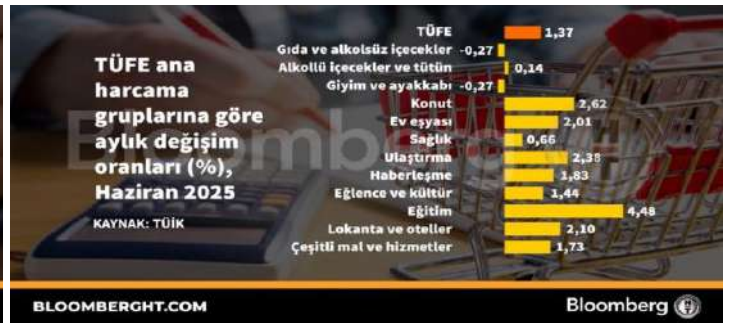 TÜFE ana
harcama
gruplarına göre
aylık değişim
oranları (%),
Haziran 2025
KAYNAK: TÜİK
TÜFE 1,37
Gıda ve alkolsüz içecekler -0,27
Alkollü içecekler ve tütün 0,14
Giyim ve ayakkabı -0,27
Konut 2,62
Ev eşyası 2,01
Sağlık 0,66
Ulaştırma 2,38
Haberleşme 1,83
Eğlence ve kültür 1,44
Eğitim 4,48
Lokanta ve oteller 2,10
Çeşitli mal ve hizmetler 1,73
Bloomberg
BLOOMBERGHT.COM
Bloomberg